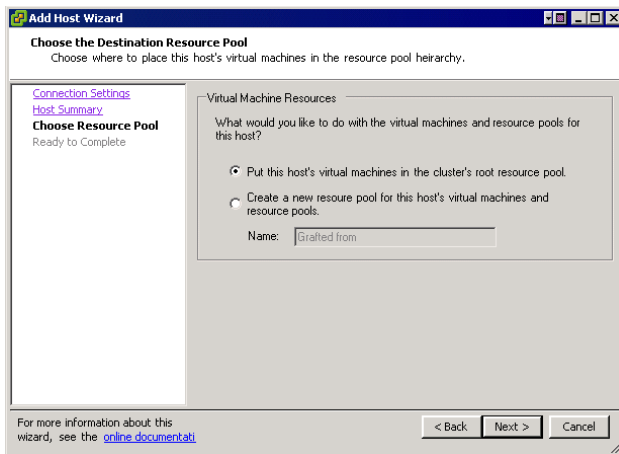 Add Host Wizard
Choose the Destination Resource Pool
Choose where to place this host's virtual machines in the resource pool heirarchy.
Connection Settings
Host Summary
Choose Resource Pool
Ready to Complete
Virtual Machine Resources
What would you like to do with the virtual machines and resource pools for
this host?
Put this host's virtual machines in the cluster's root resource pool.
Create a new resoure pool for this host's virtual machines and
resource pools.
Name: Grafted from
For more information about this
wizard, see the online documentati
< Back Next > Cancel